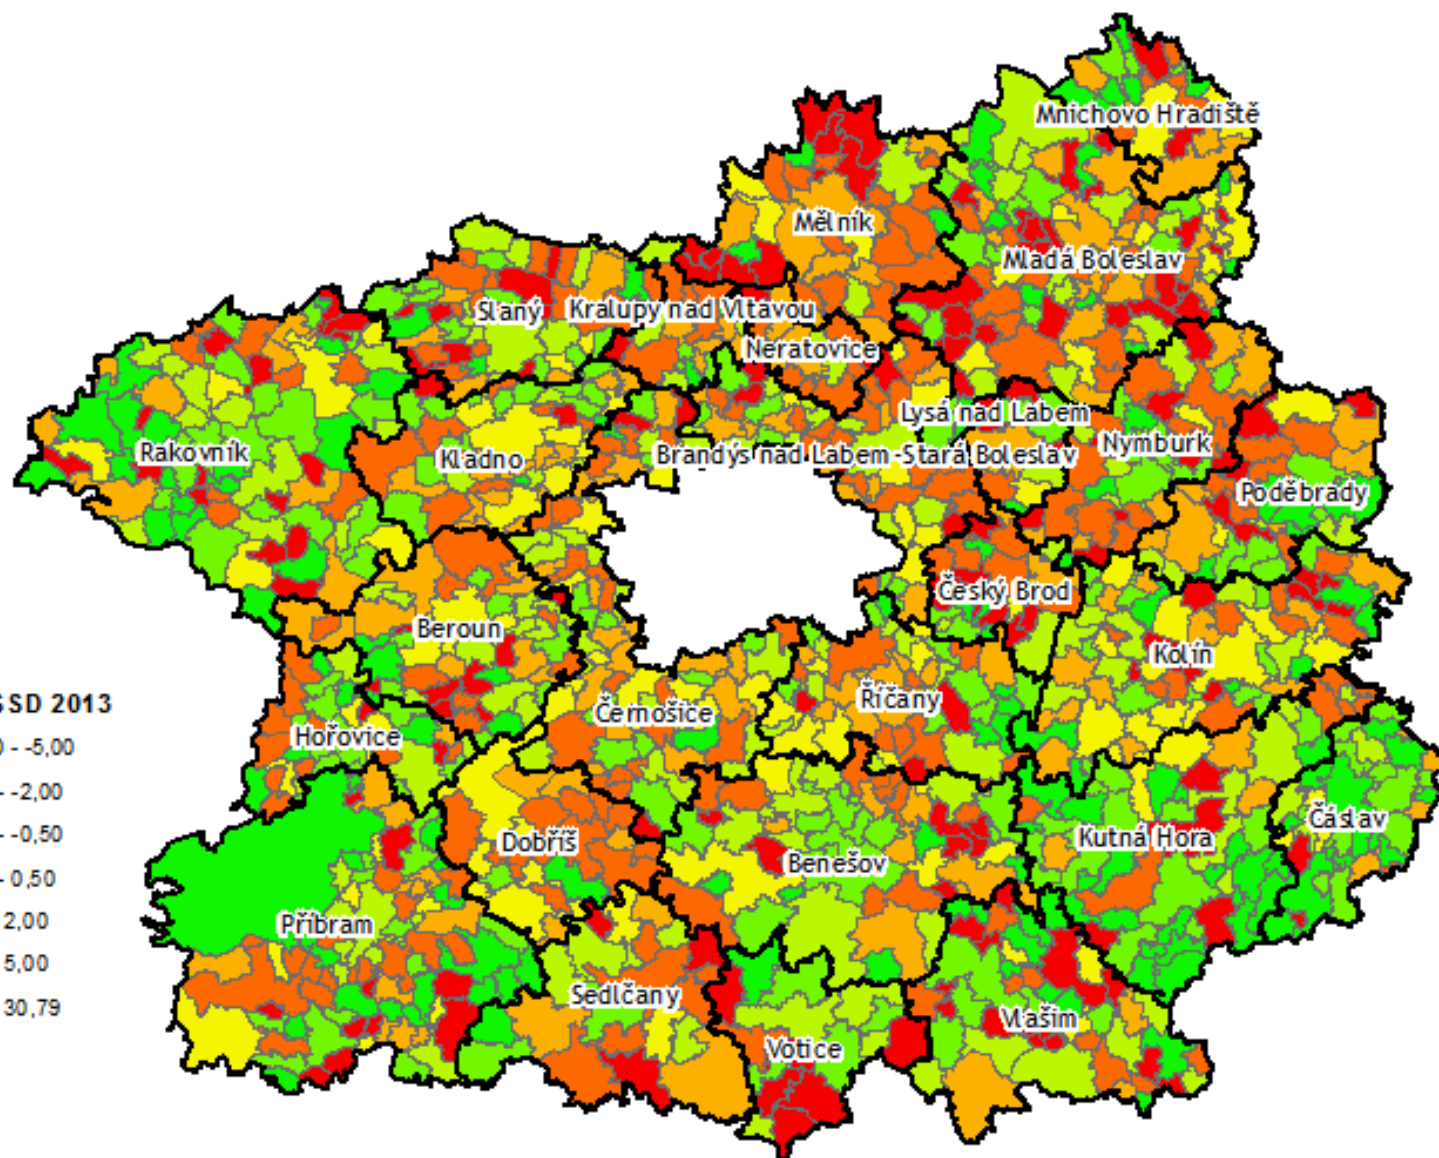 Mnichovo Hradiště
Mělník
Mladá Boleslav
Slaný
Kralupy nad Vltavou
Neratovice
Lysá nad Labem
Rakovník
Kladno
Brandýs nad Labem-Stará Boleslav
Nymburk
Poděbrady
Český Brod
Beroun
Kolín
SSD 2013
Černošice
Říčany
Hořovice
0 - -5,00
- -2,00
- -0,50
Dobříš
Benešov
Kutná Hora
Čáslav
- 0,50
2,00
Příbram
5,00
Sedlčany
30,79
Vlašim
Votice